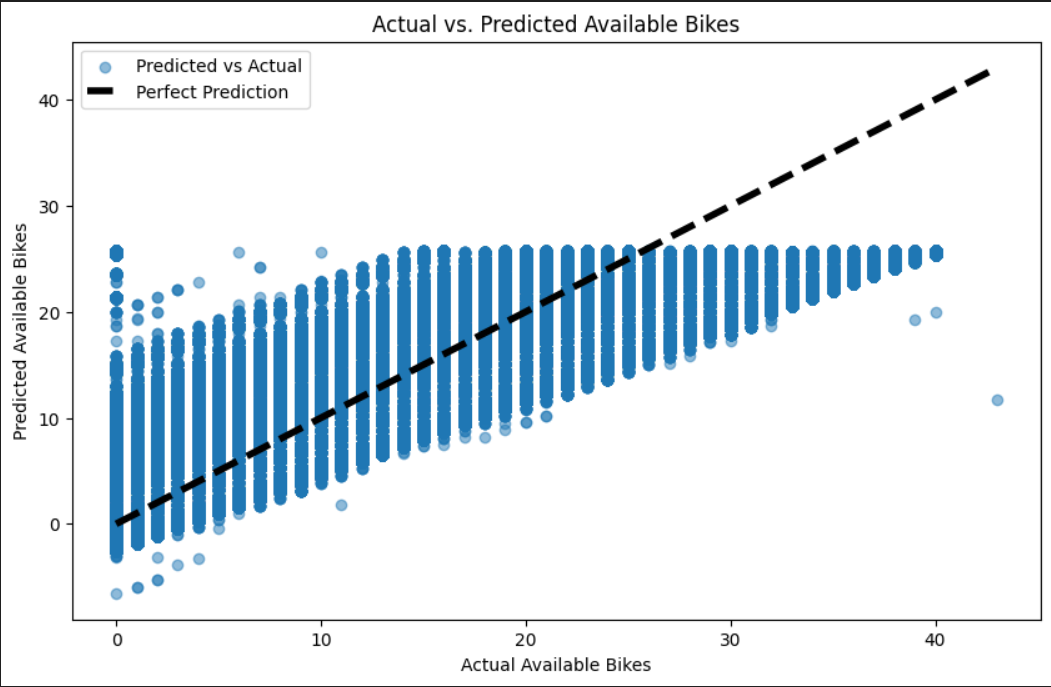 Actual vs. Predicted Available Bikes
Predicted vs Actual
Perfect Prediction
Predicted Available Bikes
40
30
20
10
0
0 10 20 30 40
Actual Available Bikes